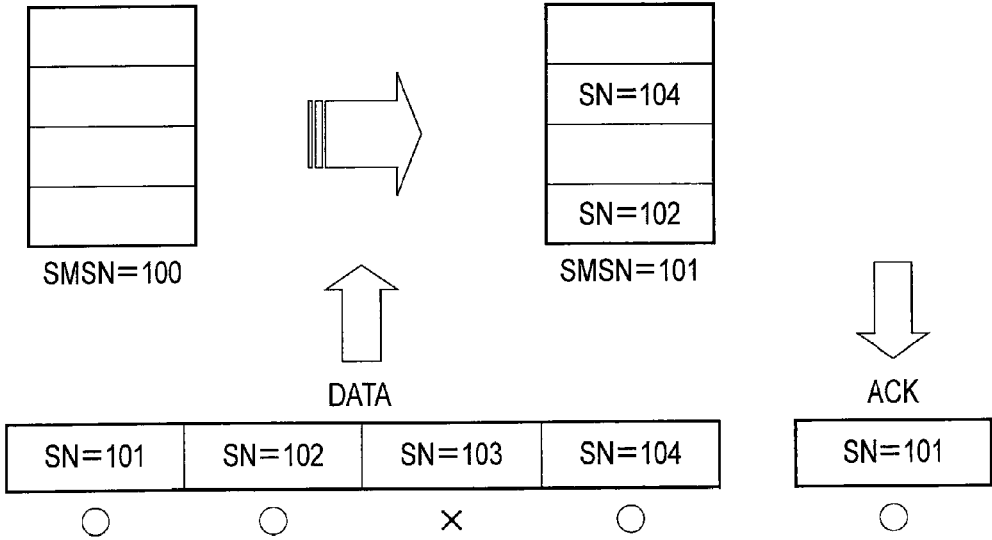 SN=104
SN=102
SMSN=100
SMSN=101
DATA
ACK
SN=101 SN=102 SN=103 SN=104 SN=101
○ ○ × ○ ○